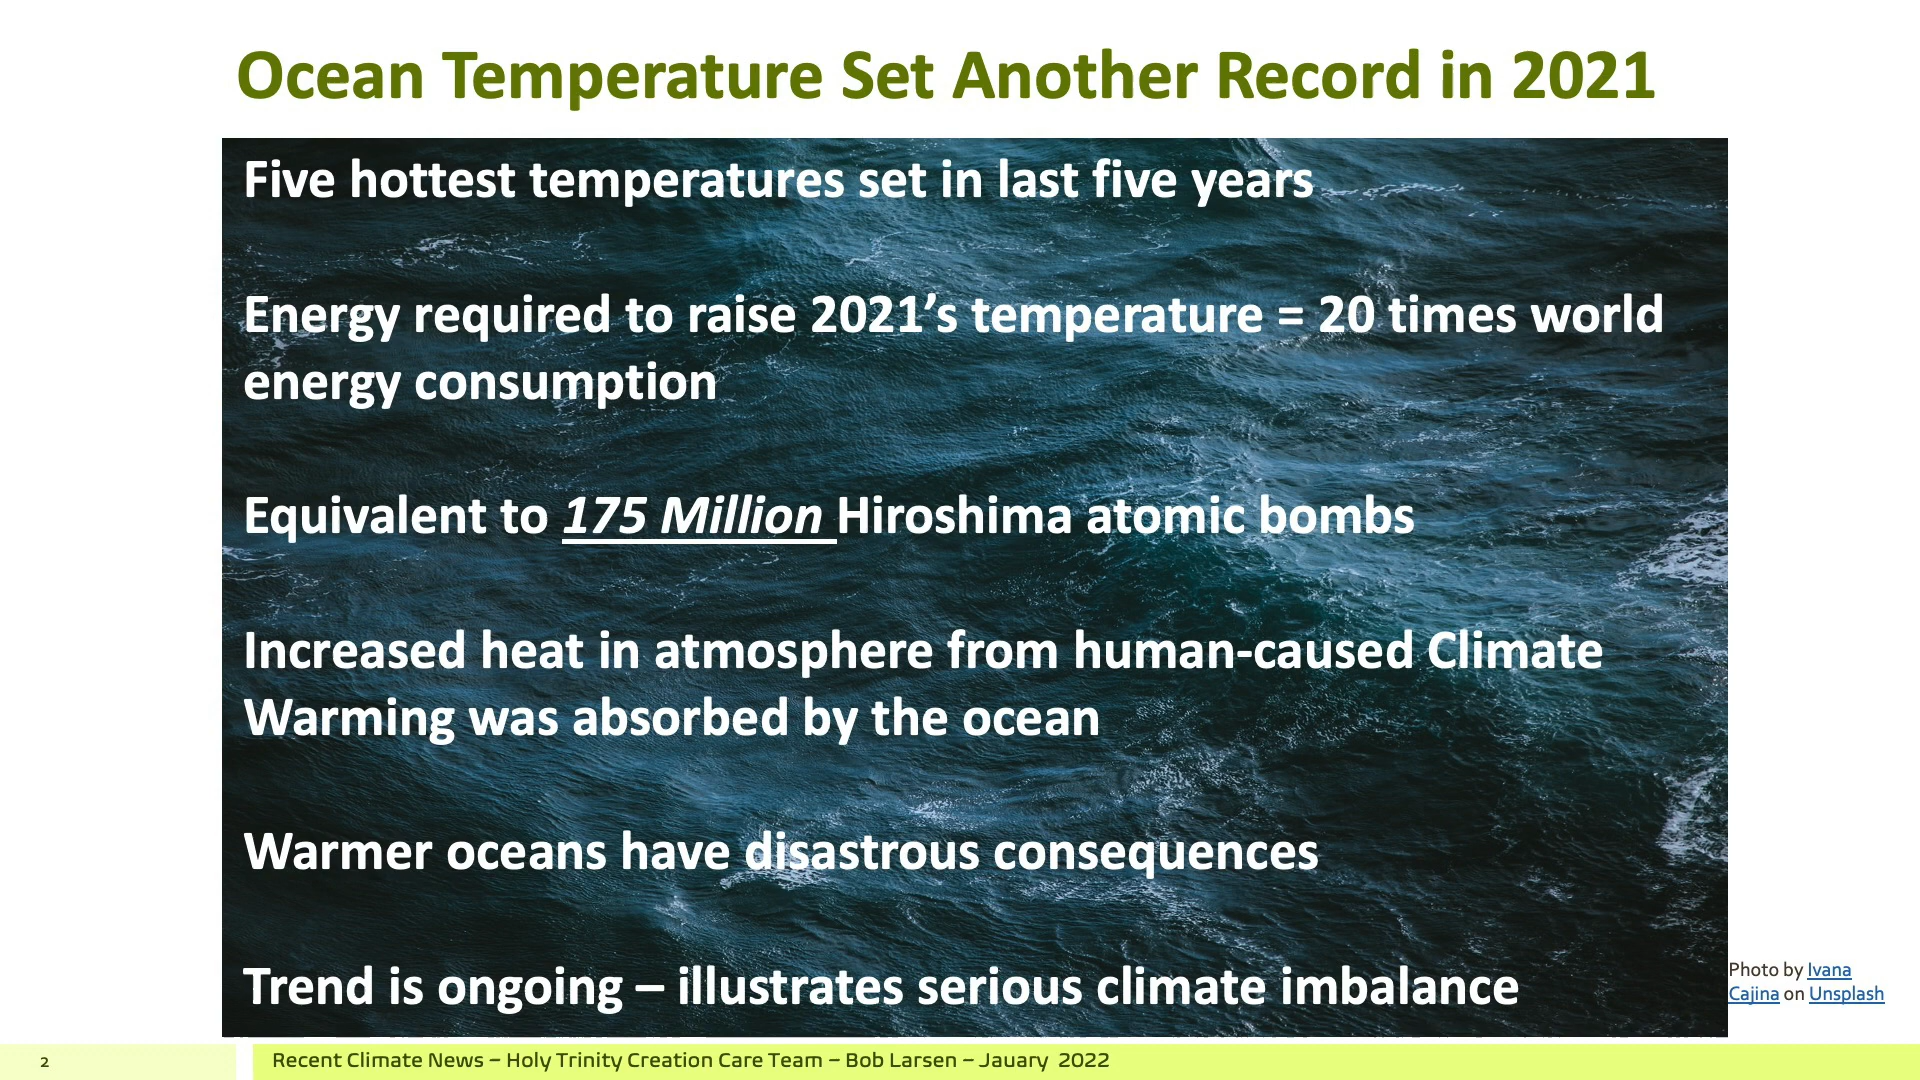 Ocean Temperature Set Another Record in 2021
Five hottest temperatures set in last five years
Energy required to raise 2021’s temperature = 20 times world
energy consumption
Equivalent to 175 Million Hiroshima atomic bombs
Increased heat in atmosphere from human-caused Climate
Warming was absorbed by the ocean
Warmer oceans have disastrous consequences
Trend is ongoing – illustrates serious climate imbalance
Photo by Ivana
Cajina on Unsplash
2
Recent Climate News – Holy Trinity Creation Care Team – Bob Larsen – Jauary 2022